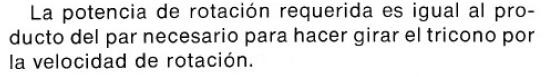 La potencia de rotación requerida es igual al pro-
ducto del par necesario para hacer girar el tricono por
la velocidad de rotación.